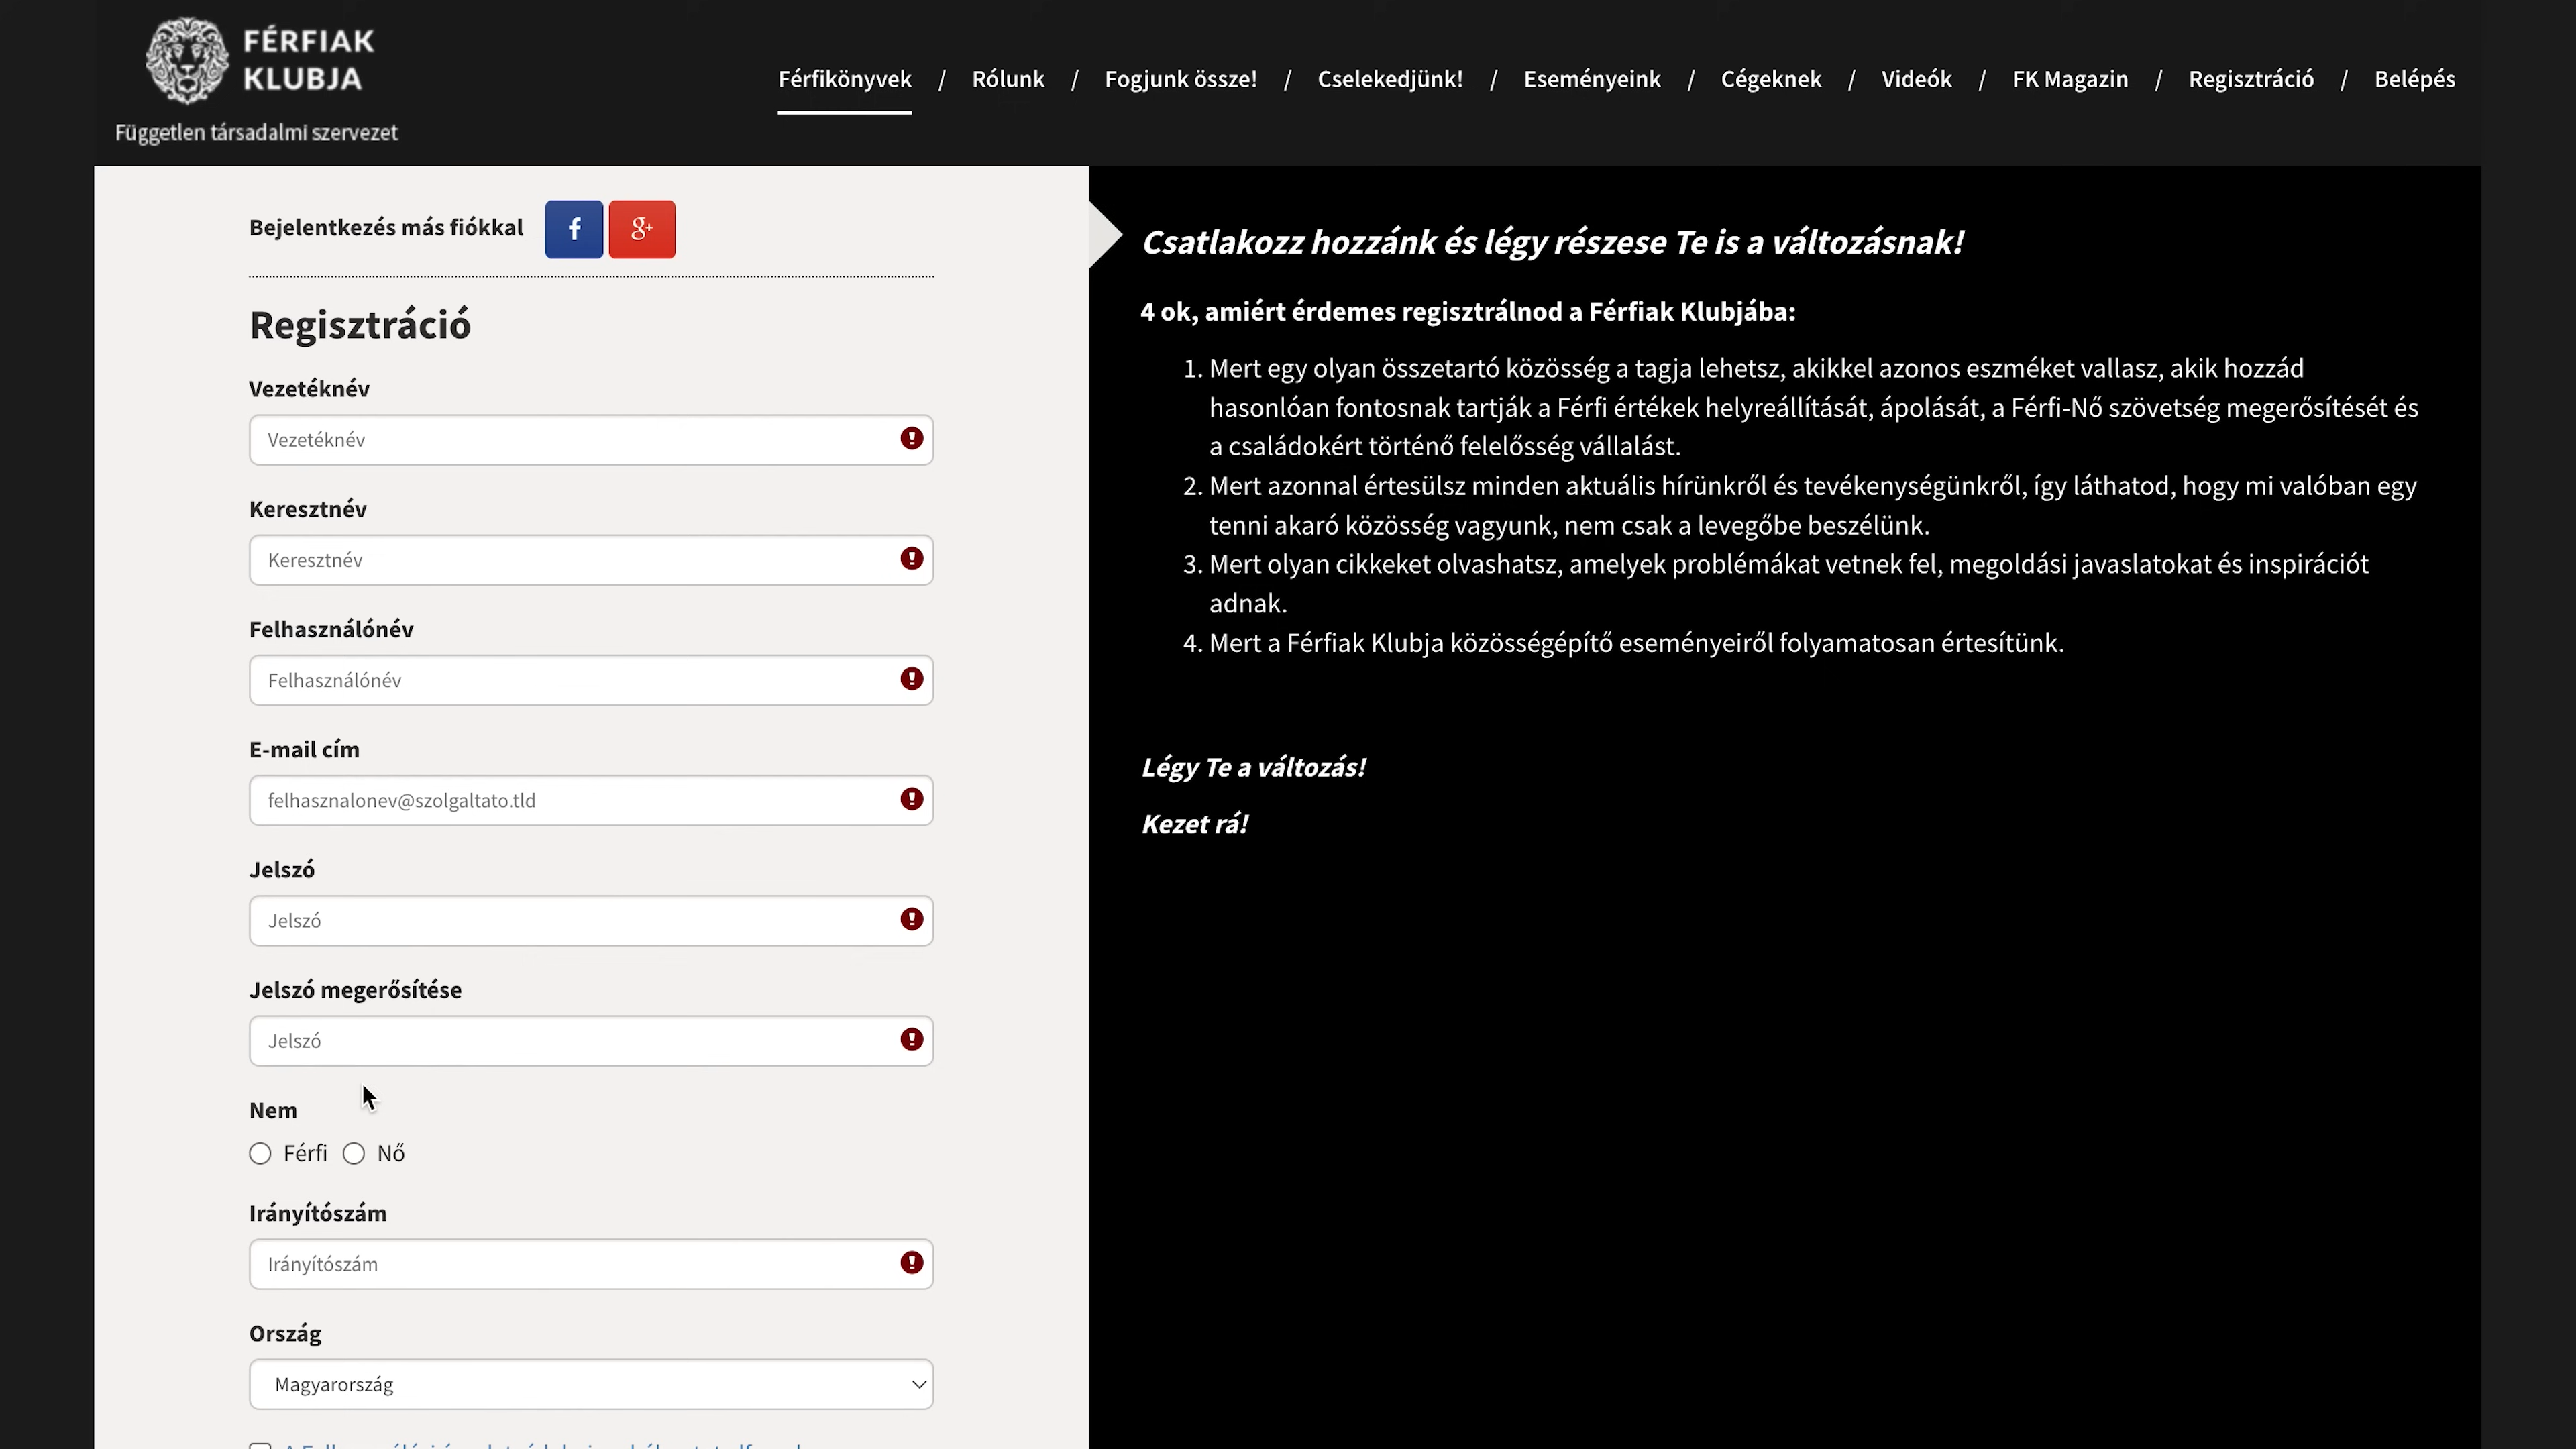 FÉRFIAK
KLUBJA
Független társadalmi szervezet
Férfikönyvek / Rólunk / Fogjunk össze! / Cselekedjünk! / Eseményeink / Cégeknek / Videók / FK Magazin / Regisztráció / Belépés
Bejelentkezés más fiókkal
f
g+
Regisztráció
Vezetéknév
Vezetéknév
Keresztnév
Keresztnév
Felhasználónév
Felhasználónév
E-mail cím
felhasznalonev@szolgaltato.tld
Jelszó
Jelszó
Jelszó megerősítése
Jelszó
Nem
Férfi Nő
Irányítószám
Irányítószám
Ország
Magyarország
Csatlakozz hozzánk és légy részese Te is a változásnak!
4 ok, amiért érdemes regisztrálnod a Férfiak Klubjába:
1. Mert egy olyan összetartó közösség a tagja lehetsz, akikkel azonos eszméket vallasz, akik hozzád
hasonlóan fontosnak tartják a Férfi értékek helyreállítását, ápolását, a Férfi-Nő szövetség megerősítését és
a családokért történő felelősség vállalást.
2. Mert azonnal értesülsz minden aktuális hírünkről és tevékenységünkről, így láthatod, hogy mi valóban egy
tenni akaró közösség vagyunk, nem csak a levegőbe beszélünk.
3. Mert olyan cikkeket olvashatsz, amelyek problémákat vetnek fel, megoldási javaslatokat és inspirációt
adnak.
4. Mert a Férfiak Klubja közösségépítő eseményeiről folyamatosan értesítünk.
Légy Te a változás!
Kezet rá!